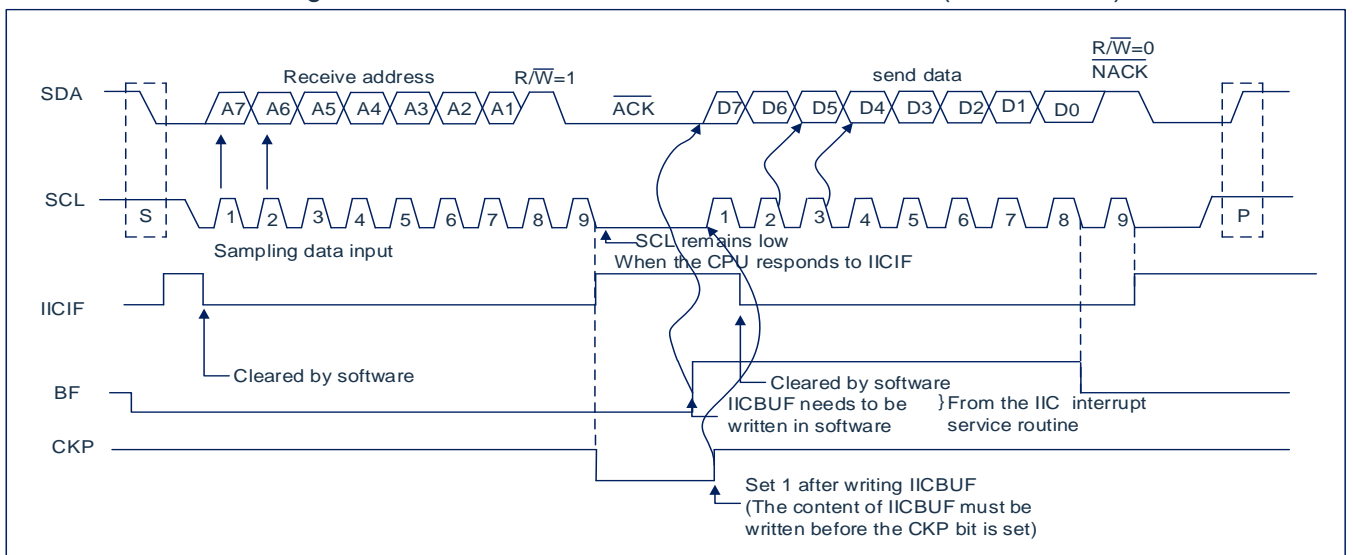 R/W=0
NACK
Receive address
R/W=1
send data
SDA
A7 A6 A5 A4 A3 A2 A1
ACK
D7 D6 D5 D4 D3 D2 D1 D0
SCL
S
1 2 3 4 5 6 7 8 9
1 2 3 4 5 6 7 8 9
P
Sampling data input
SCL remains low
When the CPU responds to IICIF
IICIF
Cleared by software
Cleared by software
BF
IICBUF needs to be
written in software
}From the IIC interrupt
service routine
CKP
Set 1 after writing IICBUF
(The content of IICBUF must be
written before the CKP bit is set)